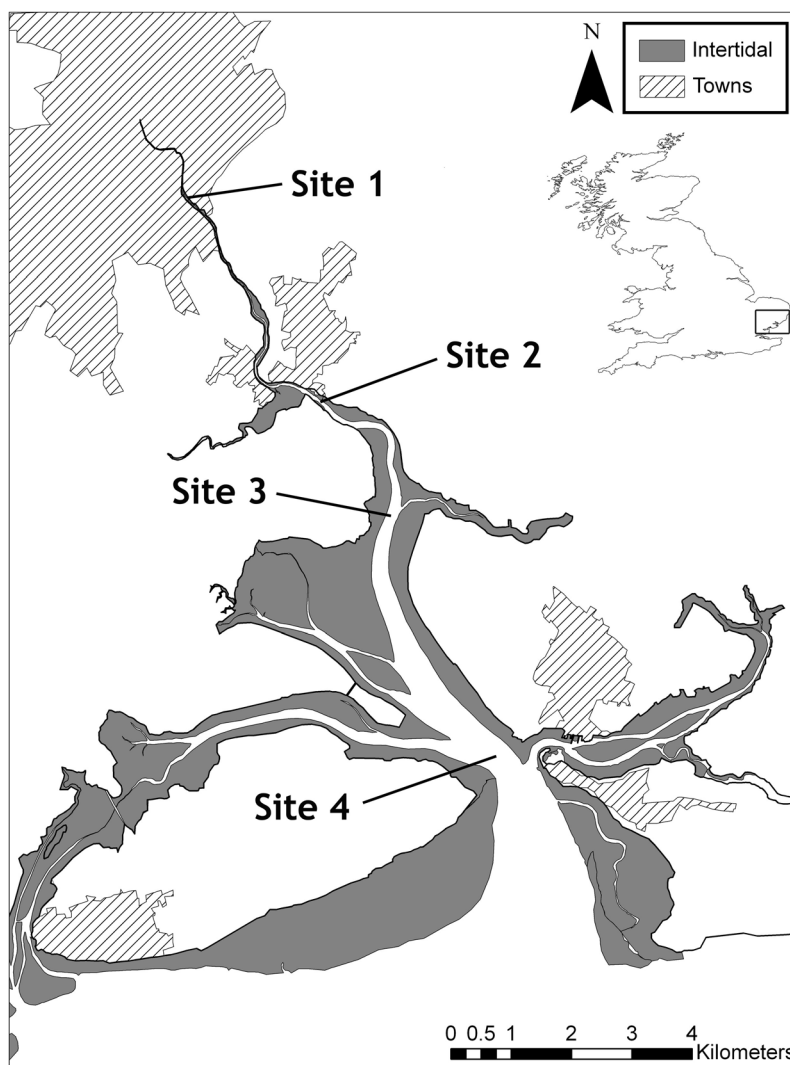 N
Intertidal
Towns
Site 1
Site 2
Site 3
Site 4
0 0.5 1 2 3 4
Kilometers